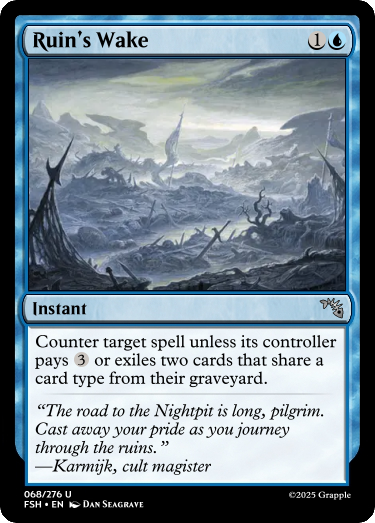 Ruin's Wake 1
Instant
Counter target spell unless its controller
pays 3 or exiles two cards that share a
card type from their graveyard.
“The road to the Nightpit is long, pilgrim.
Cast away your pride as you journey
through the ruins.”
—Karmijk, cult magister
068/276 U
FSH • EN Dan Seagrave
©2025 Grapple